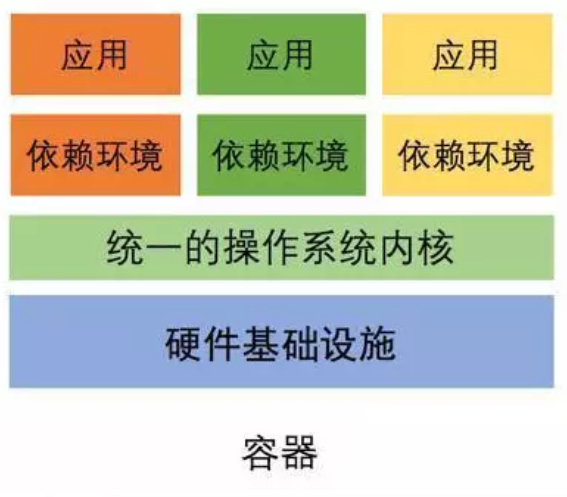 应用 应用 应用
依赖环境 依赖环境 依赖环境
统一的操作系统内核
硬件基础设施
容器